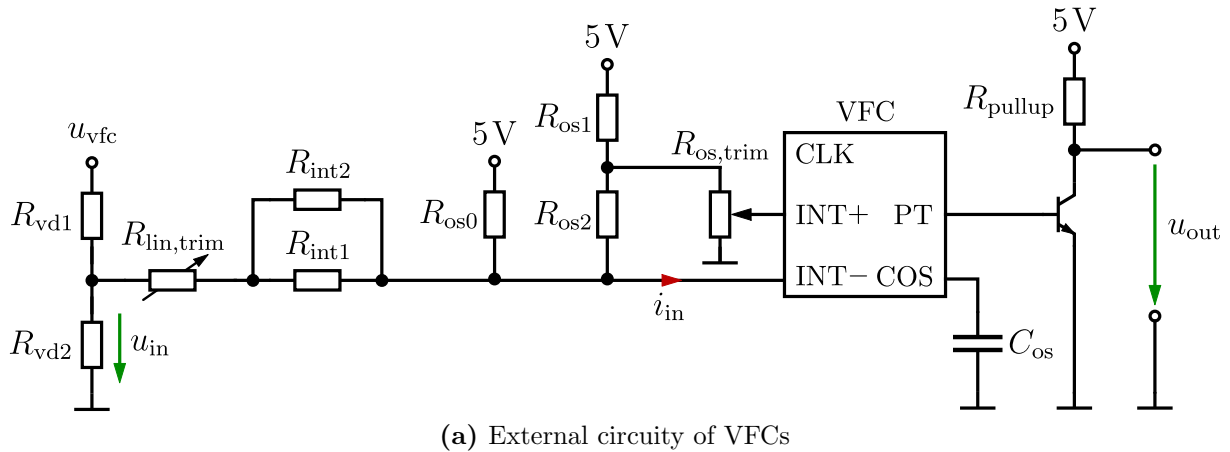 5 V
5 V
R_os1
R_pullup
VFC
u_vfc
5 V
R_int2
R_os,trim
CLK
R_vd1
R_os0
R_os2
INT+ PT
R_lin,trim
R_int1
u_out
INT− COS
i_in
R_vd2
u_in
C_os
(a) External circuity of VFCs